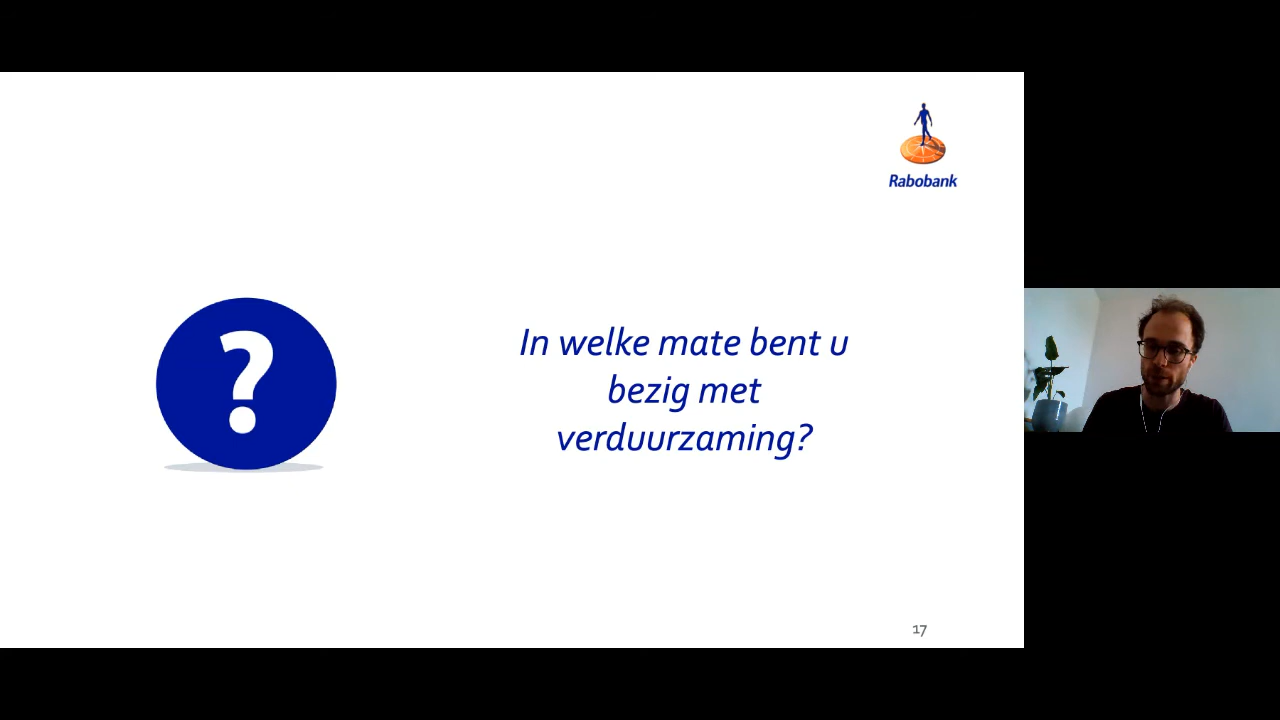 Rabobank
?
In welke mate bent u
bezig met
verduurzaming?
17